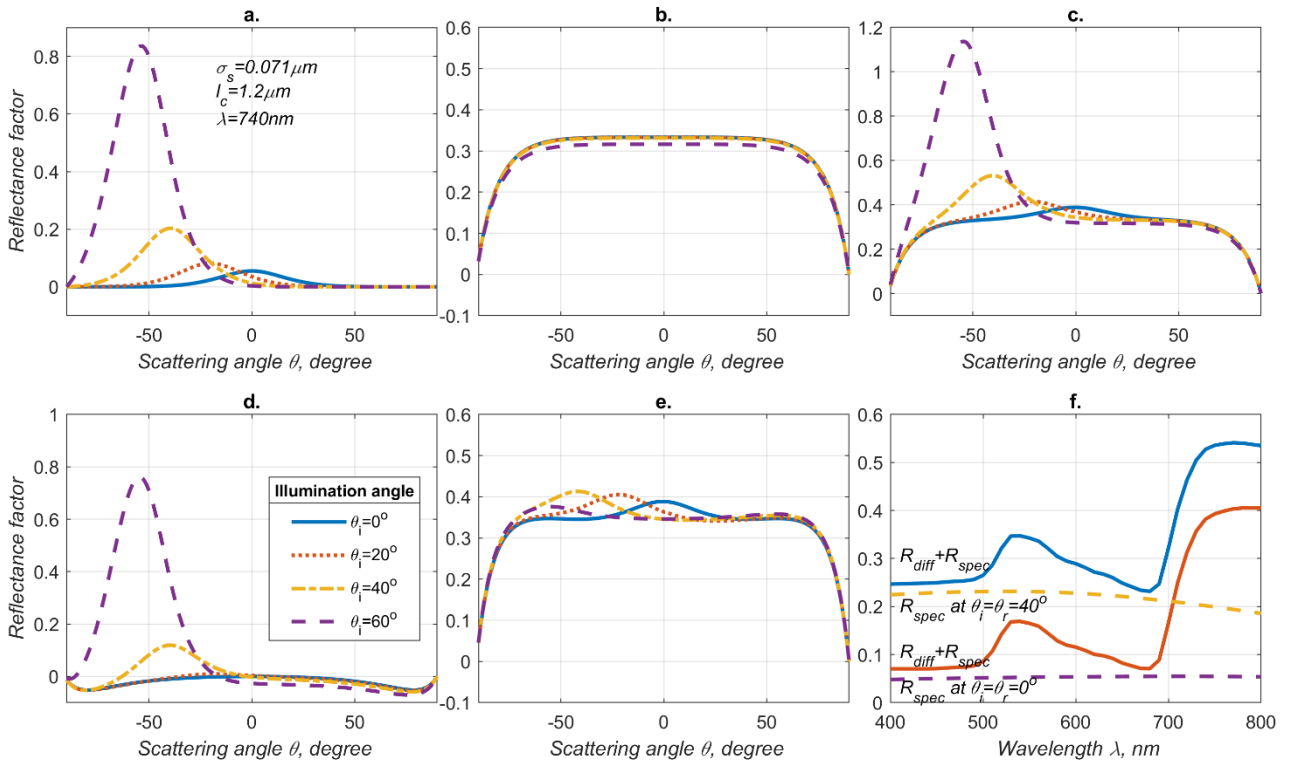 a.
b.
c.
Reflectance factor
0.8
0.6
0.4
0.2
0
σs=0.071μm
lc=1.2μm
λ=740nm
-50
0
50
Scattering angle θ, degree
0.6
0.5
0.4
0.3
0.2
0.1
0
-0.1
-50
0
50
Scattering angle θ, degree
1.2
1
0.8
0.6
0.4
0.2
0
-50
0
50
Scattering angle θ, degree
d.
e.
f.
Reflectance factor
1
0.8
0.6
0.4
0.2
0
Illumination angle
θi=0o
θi=20o
θi=40o
θi=60o
-50
0
50
Scattering angle θ, degree
0.6
0.5
0.4
0.3
0.2
0.1
0
-0.1
-50
0
50
Scattering angle θ, degree
0.6
0.5
0.4
0.3
0.2
0.1
0
Rdiff+Rspec
Rspec at θi=θr=40o
Rdiff+Rspec
Rspec at θi=θr=0o
400
500
600
700
800
Wavelength λ, nm